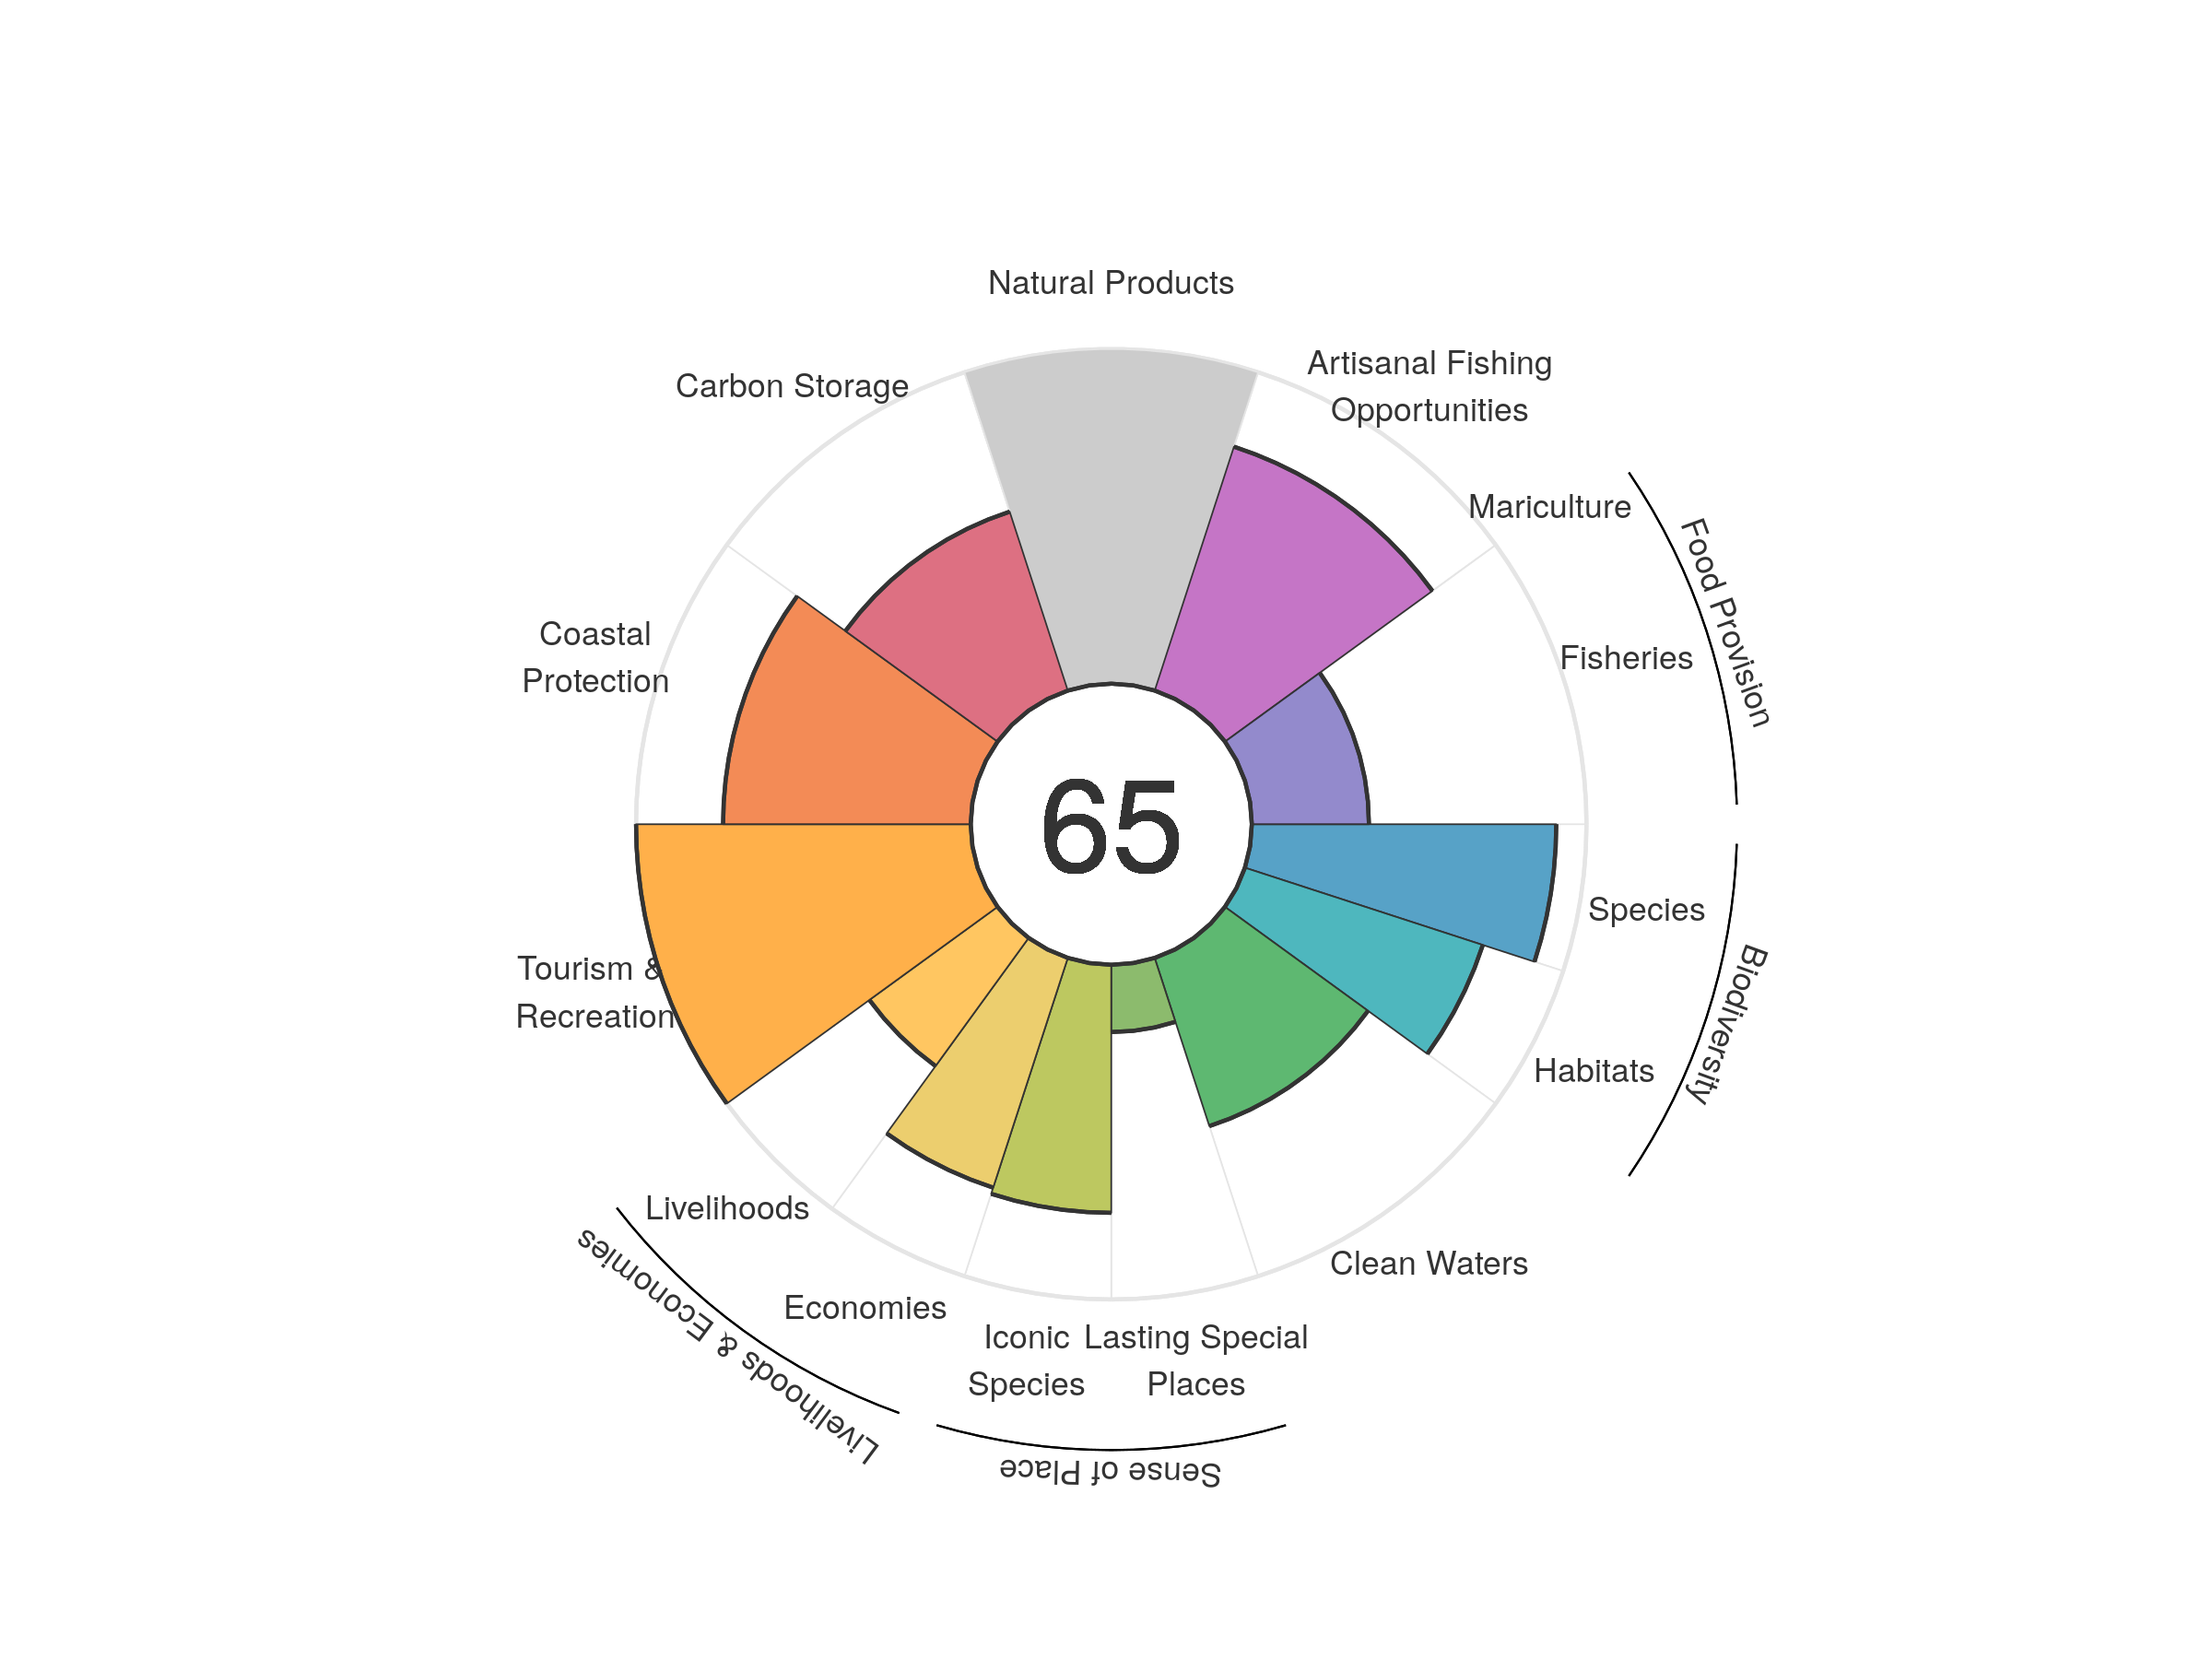 Natural Products
Artisanal Fishing
Opportunities
Carbon Storage
Mariculture
Food Provision
Fisheries
Coastal
Protection
65
Species
Biodiversity
Tourism &
Recreation
Habitats
Livelihoods
Clean Waters
Economies
Livelihoods & Economies
Iconic
Species
Lasting Special
Places
Sense of Place